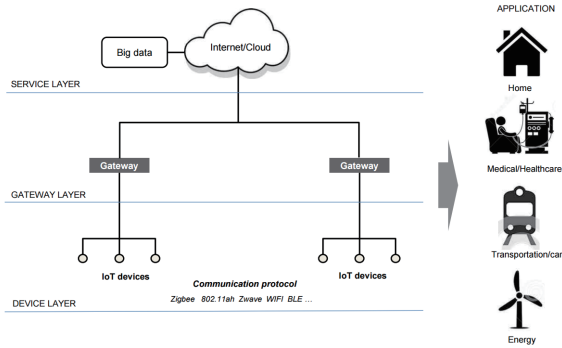 APPLICATION
Big data
Internet/Cloud
SERVICE LAYER
Home
Gateway
Gateway
Medical/Healthcare
GATEWAY LAYER
Transportation/car
IoT devices
IoT devices
Communication protocol
Zigbee 802.11ah Zwave WIFI BLE ...
DEVICE LAYER
Energy